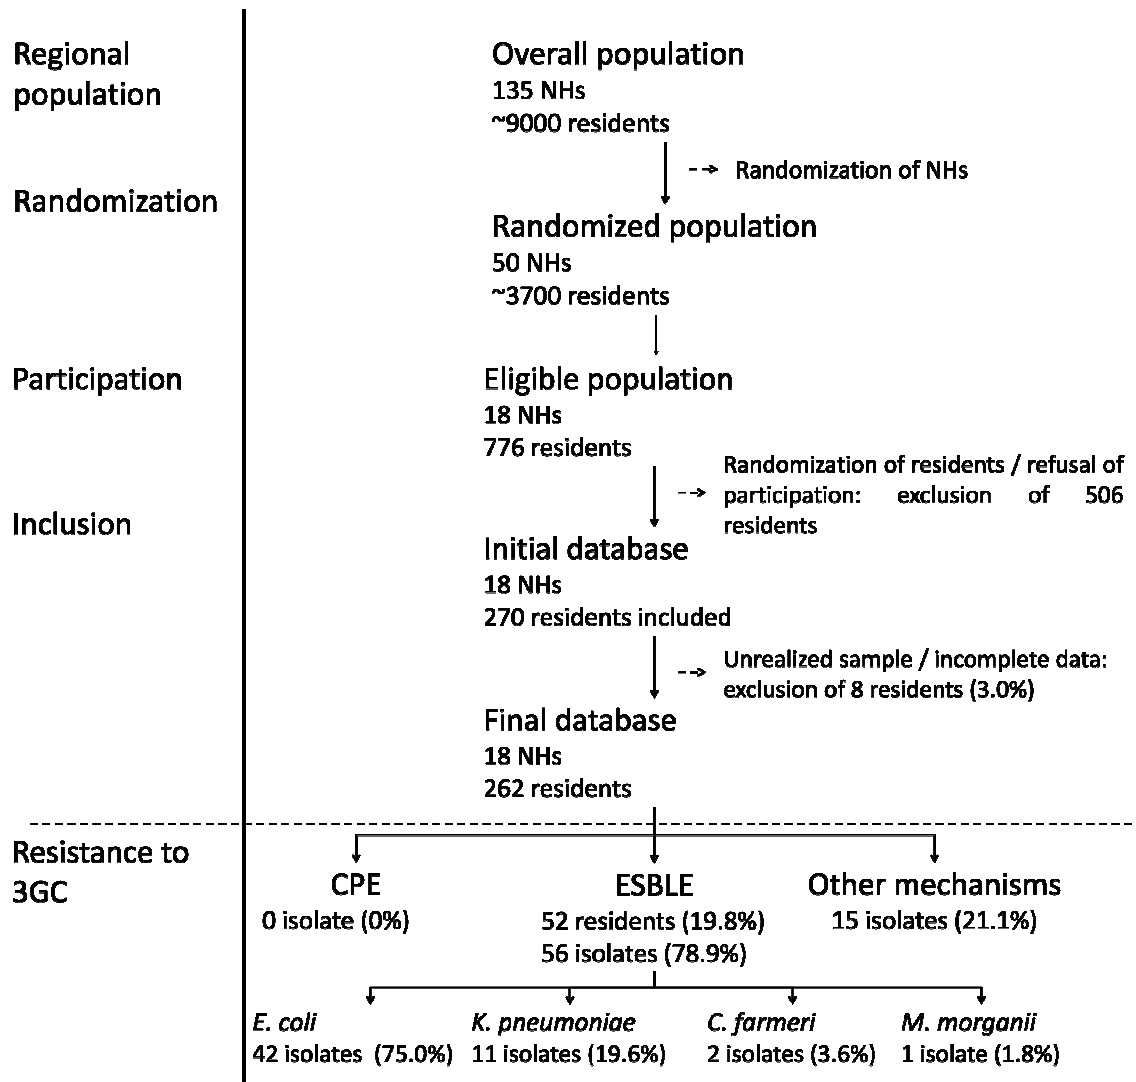 Regional
population
Overall population
135 NHs
~9000 residents
Randomization of NHs
Randomization
Randomized population
50 NHs
~3700 residents
Participation
Eligible population
18 NHs
776 residents
Randomization of residents / refusal of
participation: exclusion of 506
residents
Inclusion
Initial database
18 NHs
270 residents included
Unrealized sample / incomplete data:
exclusion of 8 residents (3.0%)
Final database
18 NHs
262 residents
Resistance to
3GC
CPE
0 isolate (0%)
ESBLE
52 residents (19.8%)
56 isolates (78.9%)
Other mechanisms
15 isolates (21.1%)
E. coli
42 isolates (75.0%)
K. pneumoniae
11 isolates (19.6%)
C. farmeri
2 isolates (3.6%)
M. morganii
1 isolate (1.8%)